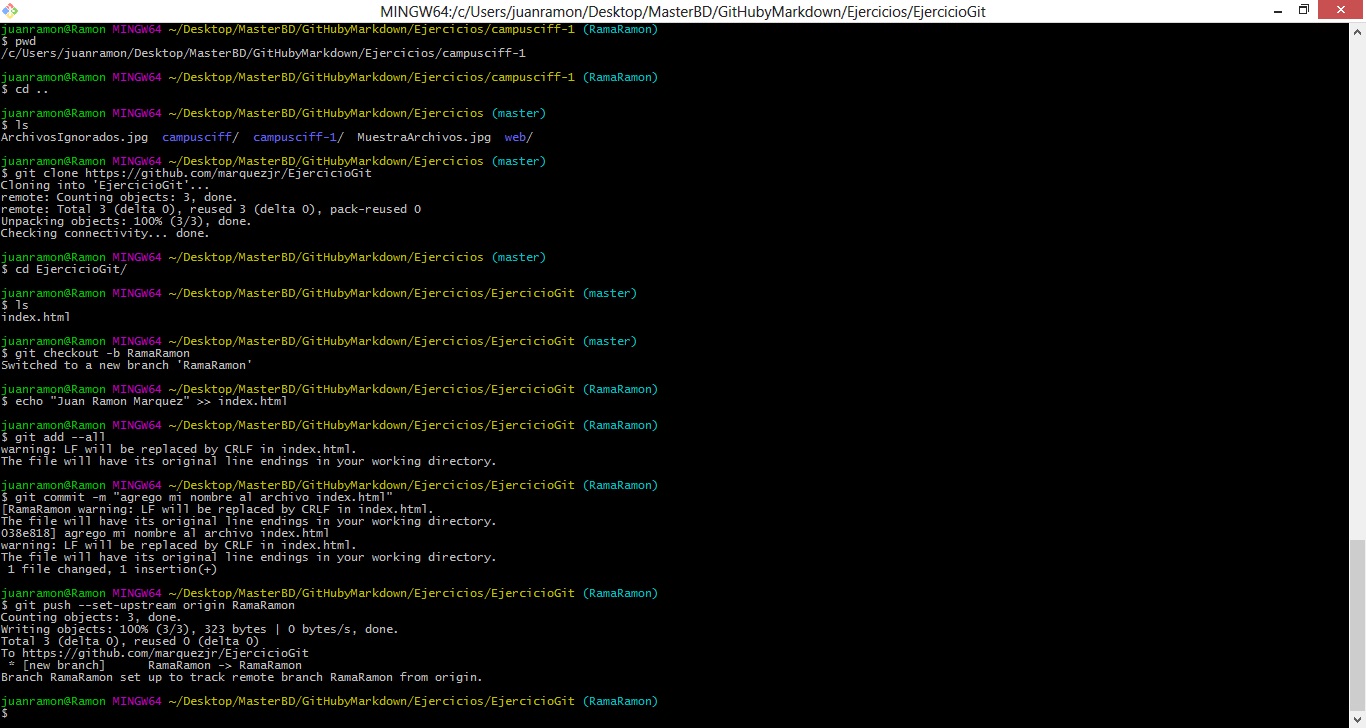 MINGW64:/c/Users/juanramon/Desktop/MasterBD/GitHubyMarkdown/Ejercicios/EjercicioGit
juanramon@Ramon MINGW64 ~/Desktop/MasterBD/GitHubyMarkdown/Ejercicios/campusciff-1 (RamaRamon)
$ pwd
/c/Users/juanramon/Desktop/MasterBD/GitHubyMarkdown/Ejercicios/campusciff-1
juanramon@Ramon MINGW64 ~/Desktop/MasterBD/GitHubyMarkdown/Ejercicios/campusciff-1 (RamaRamon)
$ cd ..
juanramon@Ramon MINGW64 ~/Desktop/MasterBD/GitHubyMarkdown/Ejercicios (master)
$ ls
ArchivosIgnorados.jpg  campusciff/  campusciff-1/  MuestraArchivos.jpg  web/
juanramon@Ramon MINGW64 ~/Desktop/MasterBD/GitHubyMarkdown/Ejercicios (master)
$ git clone https://github.com/marquezjr/EjercicioGit
Cloning into 'EjercicioGit'...
remote: Counting objects: 3, done.
remote: Total 3 (delta 0), reused 3 (delta 0), pack-reused 0
Unpacking objects: 100% (3/3), done.
Checking connectivity... done.
juanramon@Ramon MINGW64 ~/Desktop/MasterBD/GitHubyMarkdown/Ejercicios (master)
$ cd EjercicioGit/
juanramon@Ramon MINGW64 ~/Desktop/MasterBD/GitHubyMarkdown/Ejercicios/EjercicioGit (master)
$ ls
index.html
juanramon@Ramon MINGW64 ~/Desktop/MasterBD/GitHubyMarkdown/Ejercicios/EjercicioGit (master)
$ git checkout -b RamaRamon
Switched to a new branch 'RamaRamon'
juanramon@Ramon MINGW64 ~/Desktop/MasterBD/GitHubyMarkdown/Ejercicios/EjercicioGit (RamaRamon)
$ echo "Juan Ramon Marquez" >> index.html
juanramon@Ramon MINGW64 ~/Desktop/MasterBD/GitHubyMarkdown/Ejercicios/EjercicioGit (RamaRamon)
$ git add --all
warning: LF will be replaced by CRLF in index.html.
The file will have its original line endings in your working directory.
juanramon@Ramon MINGW64 ~/Desktop/MasterBD/GitHubyMarkdown/Ejercicios/EjercicioGit (RamaRamon)
$ git commit -m "agrego mi nombre al archivo index.html"
[RamaRamon warning: LF will be replaced by CRLF in index.html.
The file will have its original line endings in your working directory.
038e818] agrego mi nombre al archivo index.html
warning: LF will be replaced by CRLF in index.html.
The file will have its original line endings in your working directory.
 1 file changed, 1 insertion(+)
juanramon@Ramon MINGW64 ~/Desktop/MasterBD/GitHubyMarkdown/Ejercicios/EjercicioGit (RamaRamon)
$ git push --set-upstream origin RamaRamon
Counting objects: 3, done.
Writing objects: 100% (3/3), 323 bytes | 0 bytes/s, done.
Total 3 (delta 0), reused 0 (delta 0)
To https://github.com/marquezjr/EjercicioGit
 * [new branch]      RamaRamon -> RamaRamon
Branch RamaRamon set up to track remote branch RamaRamon from origin.
juanramon@Ramon MINGW64 ~/Desktop/MasterBD/GitHubyMarkdown/Ejercicios/EjercicioGit (RamaRamon)
$